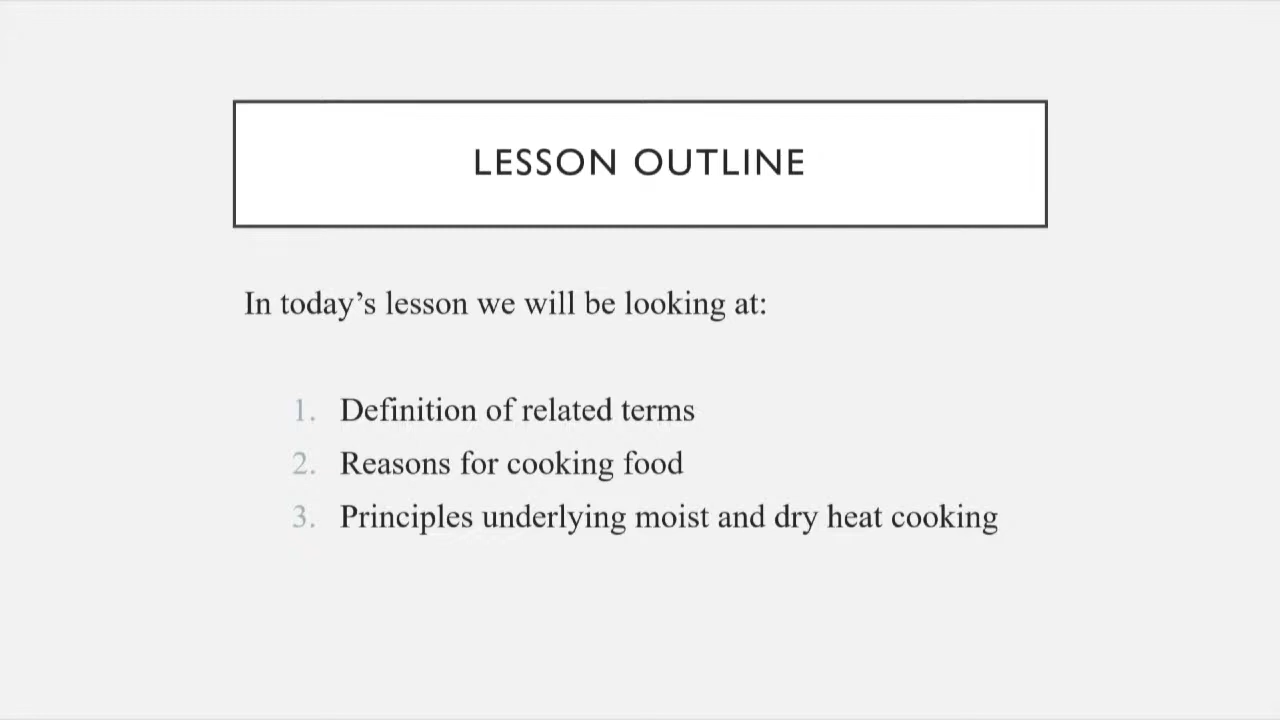 LESSON OUTLINE
In today’s lesson we will be looking at:
1. Definition of related terms
2. Reasons for cooking food
3. Principles underlying moist and dry heat cooking